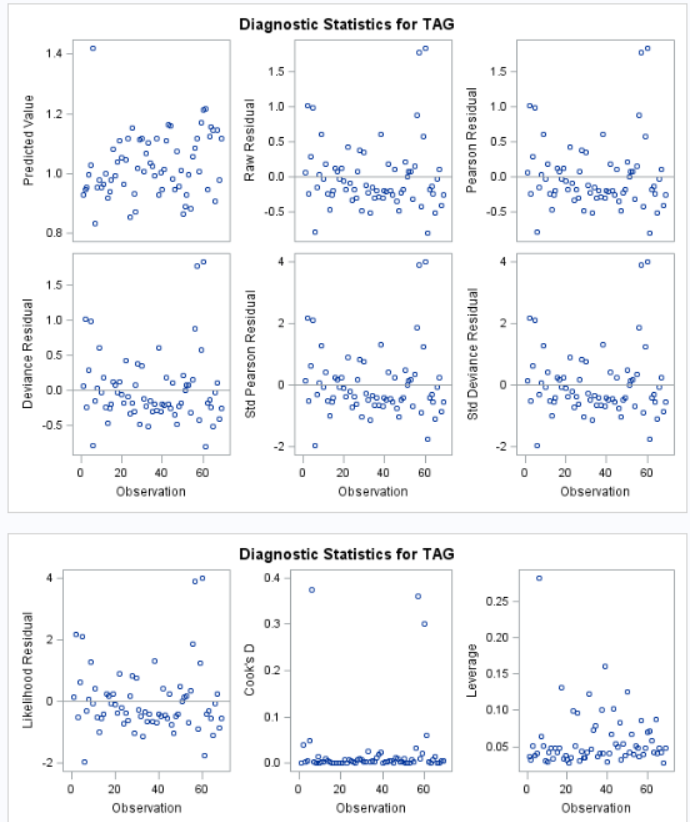 Diagnostic Statistics for TAG
Predicted Value
1.4
1.2
1.0
0.8
Raw Residual
1.5
1.0
0.5
0.0
-0.5
Pearson Residual
1.5
1.0
0.5
0.0
-0.5
Deviance Residual
1.5
1.0
0.5
0.0
-0.5
0 20 40 60
Observation
Std Pearson Residual
4
2
0
-2
0 20 40 60
Observation
Std Deviance Residual
4
2
0
-2
0 20 40 60
Observation
Diagnostic Statistics for TAG
Likelihood Residual
4
2
0
-2
0 20 40 60
Observation
Cook's D
0.4
0.3
0.2
0.1
0.0
0 20 40 60
Observation
Leverage
0.25
0.20
0.15
0.10
0.05
0 20 40 60
Observation